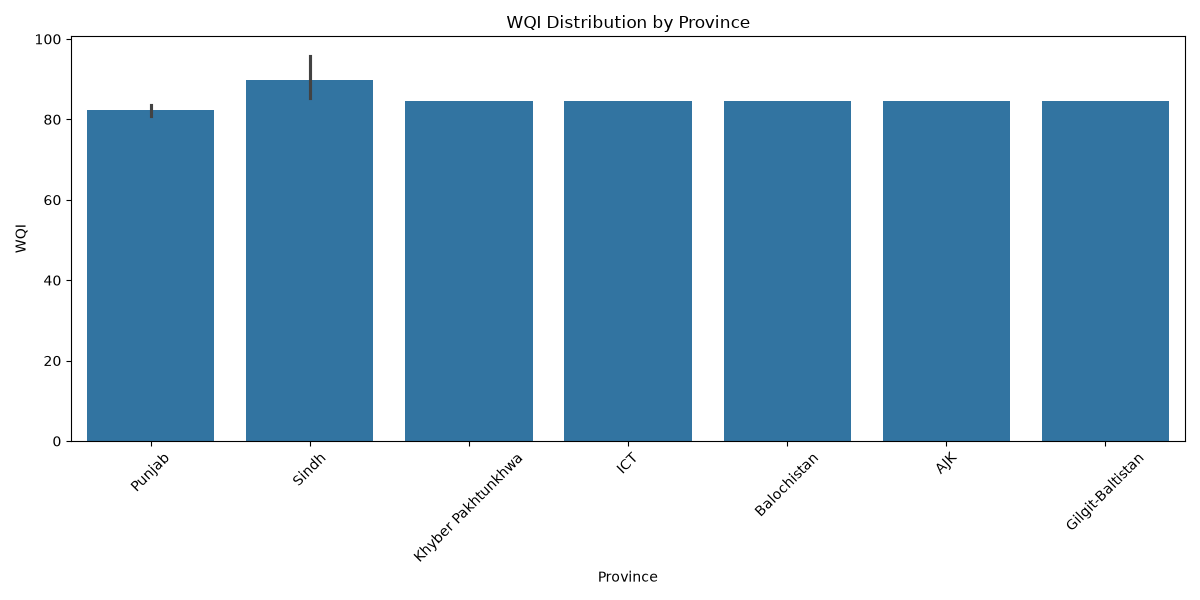 WQI Distribution by Province
100
80
60
40
20
0
WQI
Punjab
Sindh
Khyber Pakhtunkhwa
ICT
Balochistan
AJK
Gilgit-Baltistan
Province